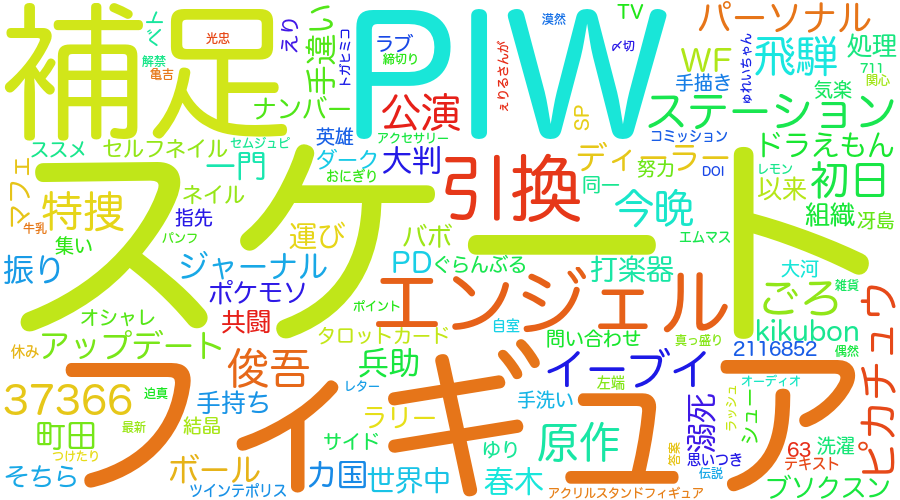 補足
PIW
スケート
フィギュア
エンジェル
引換
パーソナル
飛騨
処理
711
関心
TV
〆切
漠然
ラブ
締切り
えり
トガヒミコ
手違い
光忠
解禁
亀吉
ナンバー
公演
WF
手描き
気楽
ステーション
SP
コミッション
ドラえもん
ススメ
セルフネイル
セムジュピ
英雄
アクセサリー
一門
ダーク
大判
おにぎり
ディーラー
努力
DOI
レモン
同一
以来
初日
マフェ
特捜
ネイル
指先
牛乳
集い
パンフ
運び
バボ
今晩
エムマス
組織
冴島
振り
ジャーナル
PD
ぐらんぶる
打楽器
大河
雑貨
ポケモソ
ポイント
ごろ
オシャレ
共闘
タロットカード
自室
問い合わせ
真っ盛り
kikubon
休み
アップデート
俊吾
兵助
イーブイ
2116852
偶然
ピカチュウ
37366
迫真
手持ち
レター
手洗い
左端
溺死
ラッシュ
オーディオ
シュー
町田
最新
結晶
ラリー
サイド
ゆり
原作
答案
63
洗濯
つけたり
そちら
ボール
カ国
世界中
春木
思いつき
テキスト
伝説
ブソクスン
ツインテポリス
アクリルスタンドフィギュア